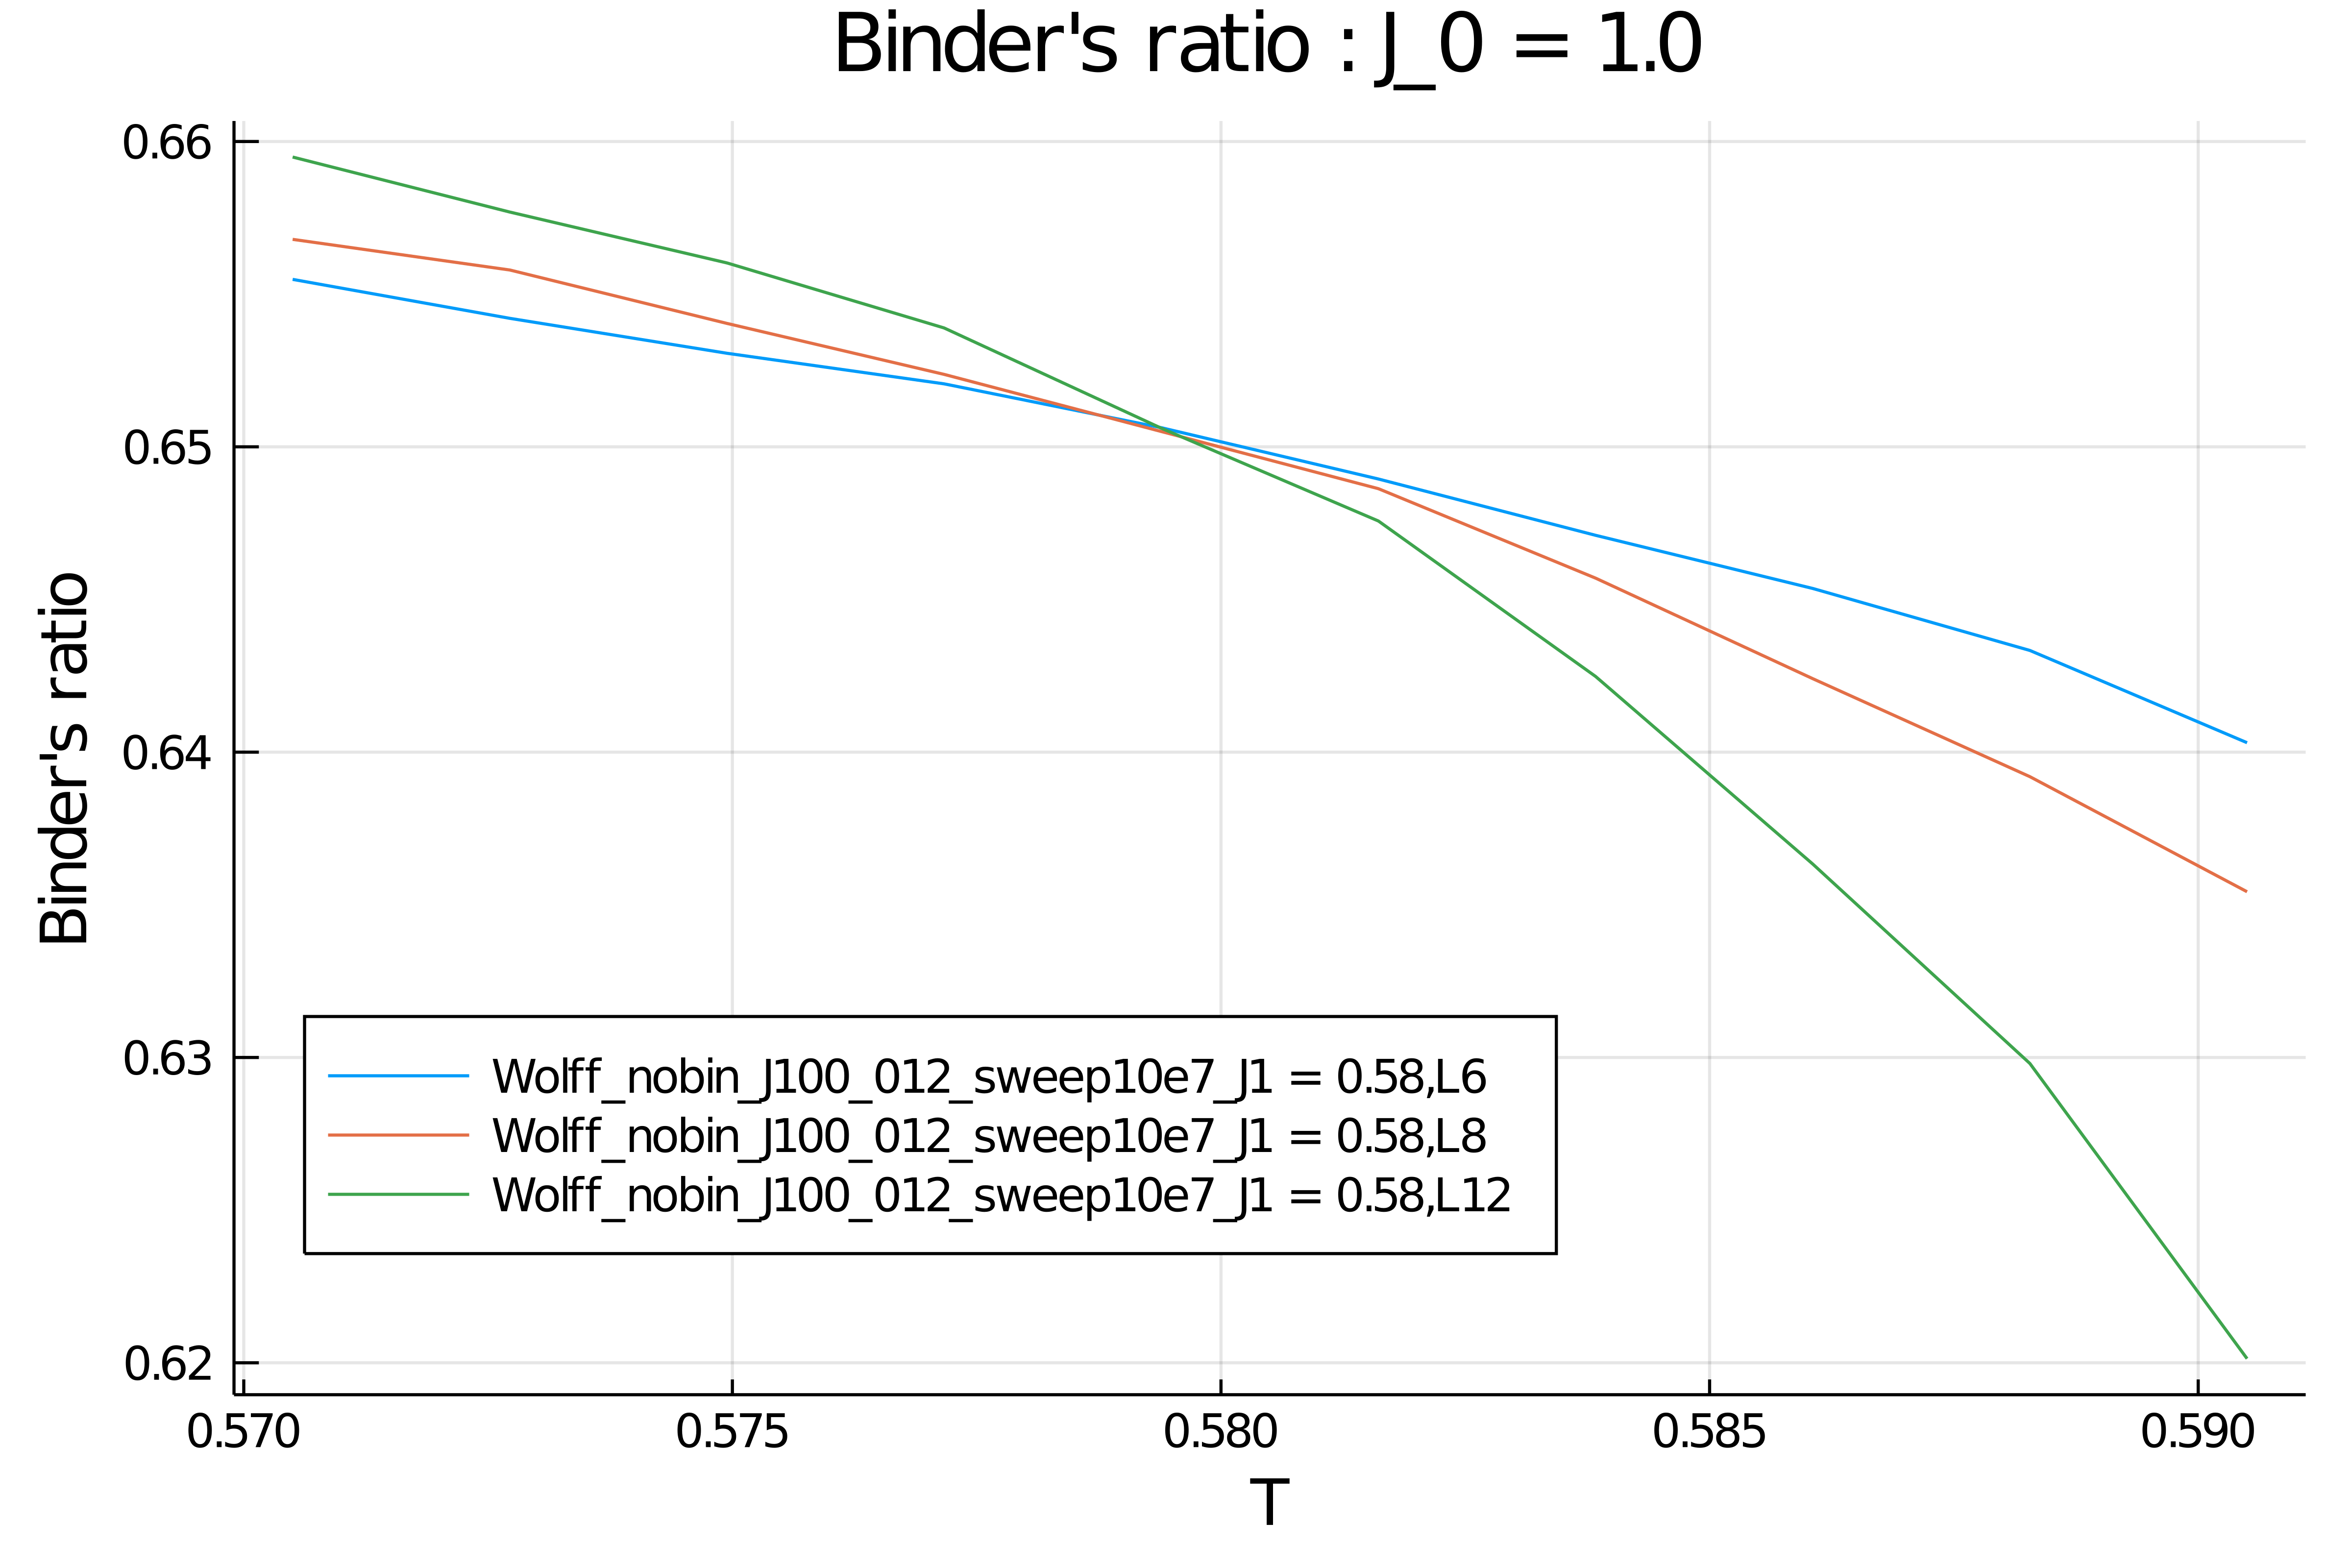 Binder's ratio : J_0 = 1.0
0.66
0.65
0.64
0.63
0.62
Binder's ratio
Wolff_nobin_J100_012_sweep10e7_J1 = 0.58,L6
Wolff_nobin_J100_012_sweep10e7_J1 = 0.58,L8
Wolff_nobin_J100_012_sweep10e7_J1 = 0.58,L12
0.570 0.575 0.580 0.585 0.590
T